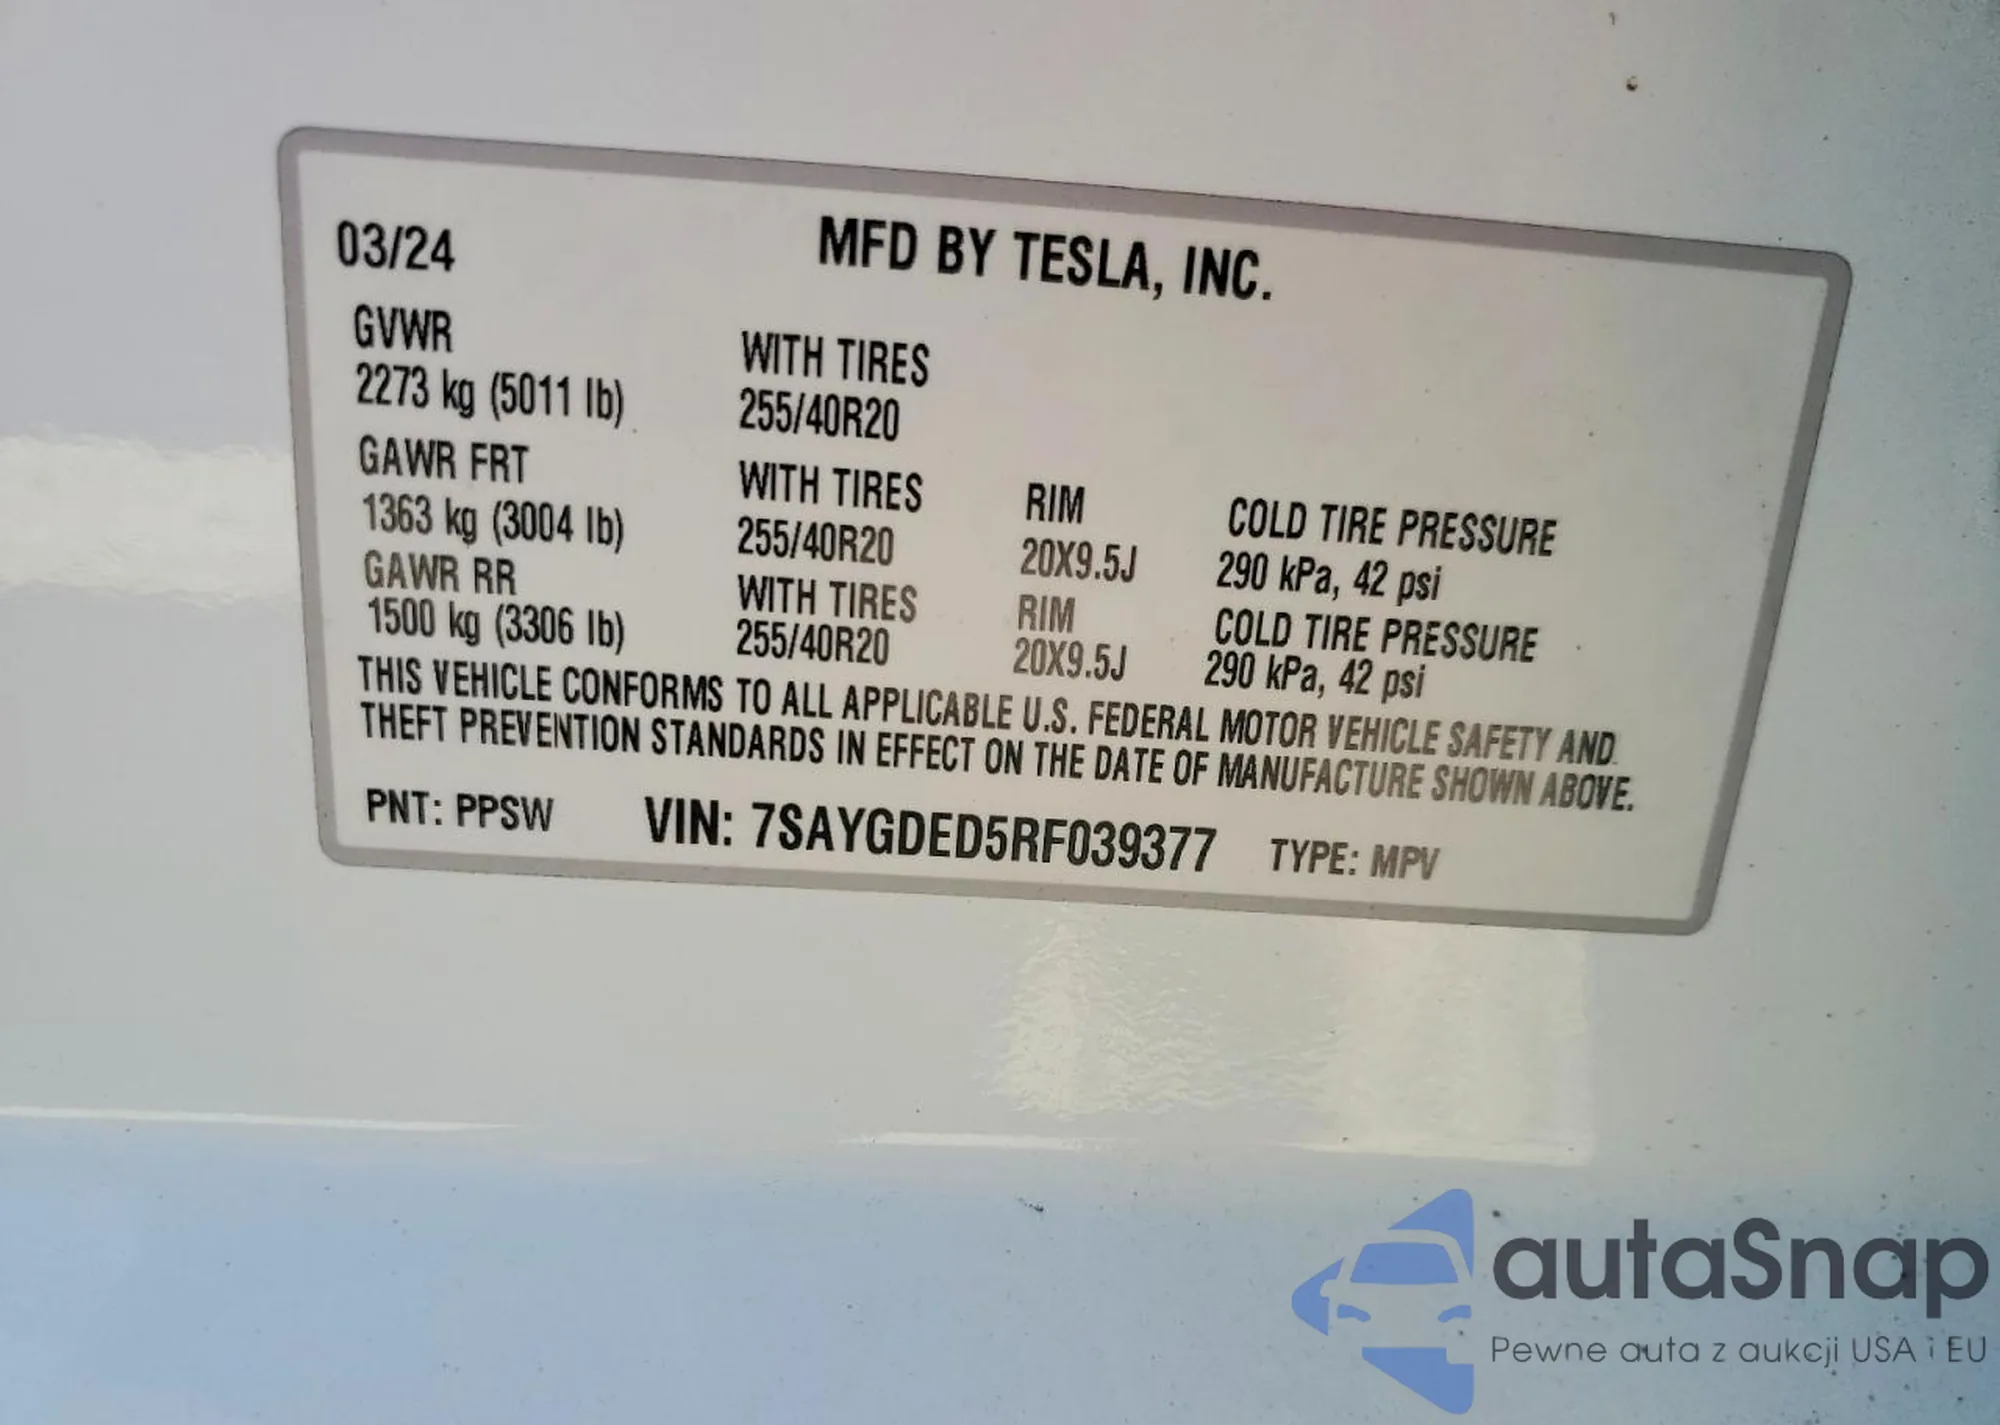 03/24 MFD BY TESLA, INC.
GVWR WITH TIRES
2273 kg (5011 lb) 255/40R20
GAWR FRT WITH TIRES RIM COLD TIRE PRESSURE
1363 kg (3004 lb) 255/40R20 20X9.5J 290 kPa, 42 psi
GAWR RR WITH TIRES RIM COLD TIRE PRESSURE
1500 kg (3306 lb) 255/40R20 20X9.5J 290 kPa, 42 psi
THIS VEHICLE CONFORMS TO ALL APPLICABLE U.S. FEDERAL MOTOR VEHICLE SAFETY AND
THEFT PREVENTION STANDARDS IN EFFECT ON THE DATE OF MANUFACTURE SHOWN ABOVE.
PNT: PPSW VIN: 7SAYGDED5RF039377 TYPE: MPV
autaSnap
Pewne auta z aukcji USA i EU